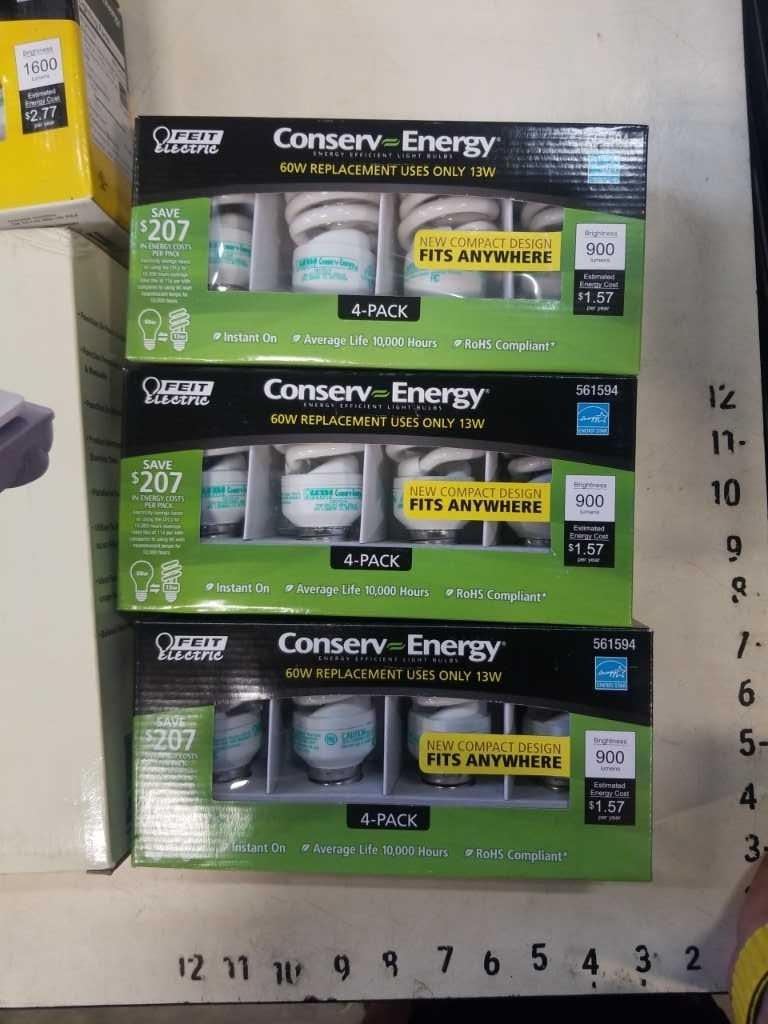 Brightness
1600
lumens
Estimated
Energy Cost
$2.77
per year
FEIT
electric
Conserv Energy®
ENERGY EFFICIENT LIGHT BULBS
60W REPLACEMENT USES ONLY 13W
SAVE
$207
IN ENERGY COSTS
PER PACK
NEW COMPACT DESIGN
FITS ANYWHERE
Brightness
900
lumens
Estimated
Energy Cost
$1.57
per year
4-PACK
Instant On
Average Life 10,000 Hours
RoHS Compliant*
FEIT
electric
Conserv Energy®
ENERGY EFFICIENT LIGHT BULBS
60W REPLACEMENT USES ONLY 13W
561594
ENERGY STAR
SAVE
$207
IN ENERGY COSTS
PER PACK
NEW COMPACT DESIGN
FITS ANYWHERE
Brightness
900
lumens
Estimated
Energy Cost
$1.57
per year
4-PACK
Instant On
Average Life 10,000 Hours
RoHS Compliant*
FEIT
electric
Conserv Energy®
ENERGY EFFICIENT LIGHT BULBS
60W REPLACEMENT USES ONLY 13W
561594
ENERGY STAR
SAVE
$207
CAUTION
NEW COMPACT DESIGN
FITS ANYWHERE
Brightness
900
lumens
Estimated
Energy Cost
$1.57
per year
4-PACK
Instant On
Average Life 10,000 Hours
RoHS Compliant*
12
11-
10
9
8
7-
6
5-
4
3-
12 11 10 9 8 7 6 5 4 3 2